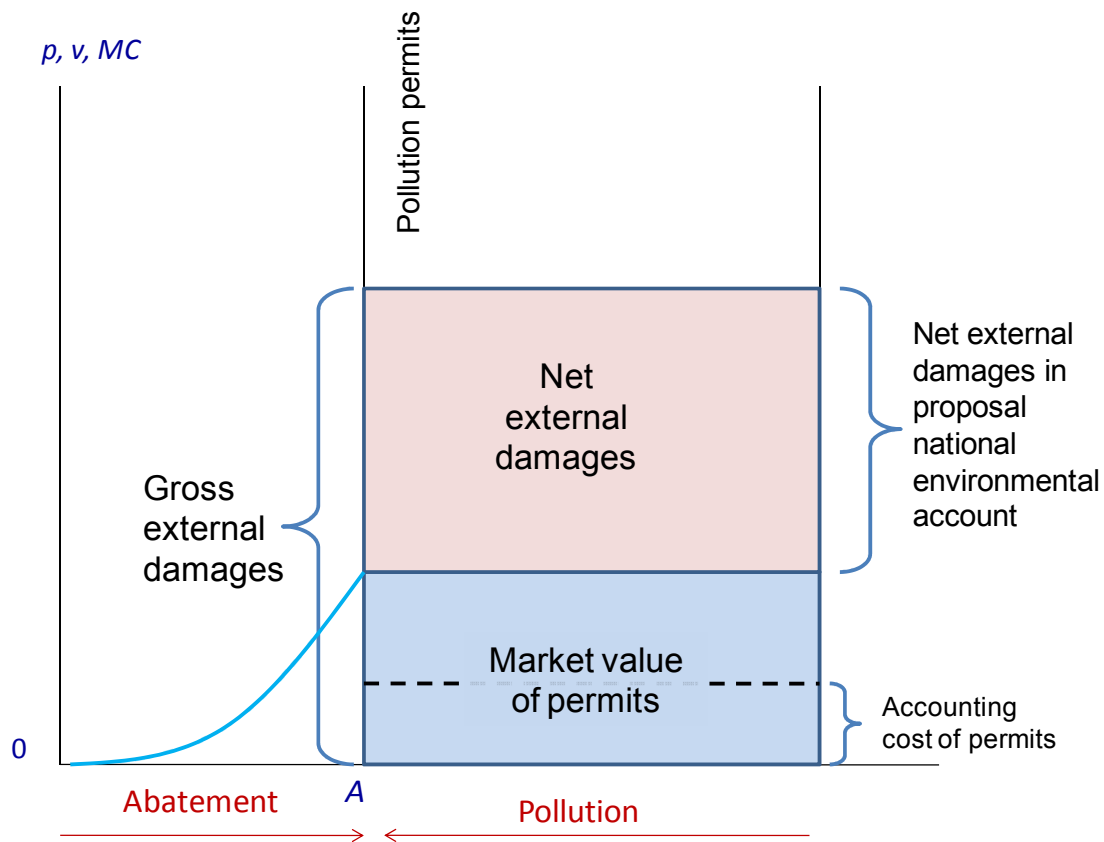 p, v, MC
Pollution permits
Net
external
damages
Net external
damages in
proposal
national
environmental
account
Gross
external
damages
Market value
of permits
Accounting
cost of permits
0
A
Abatement
Pollution